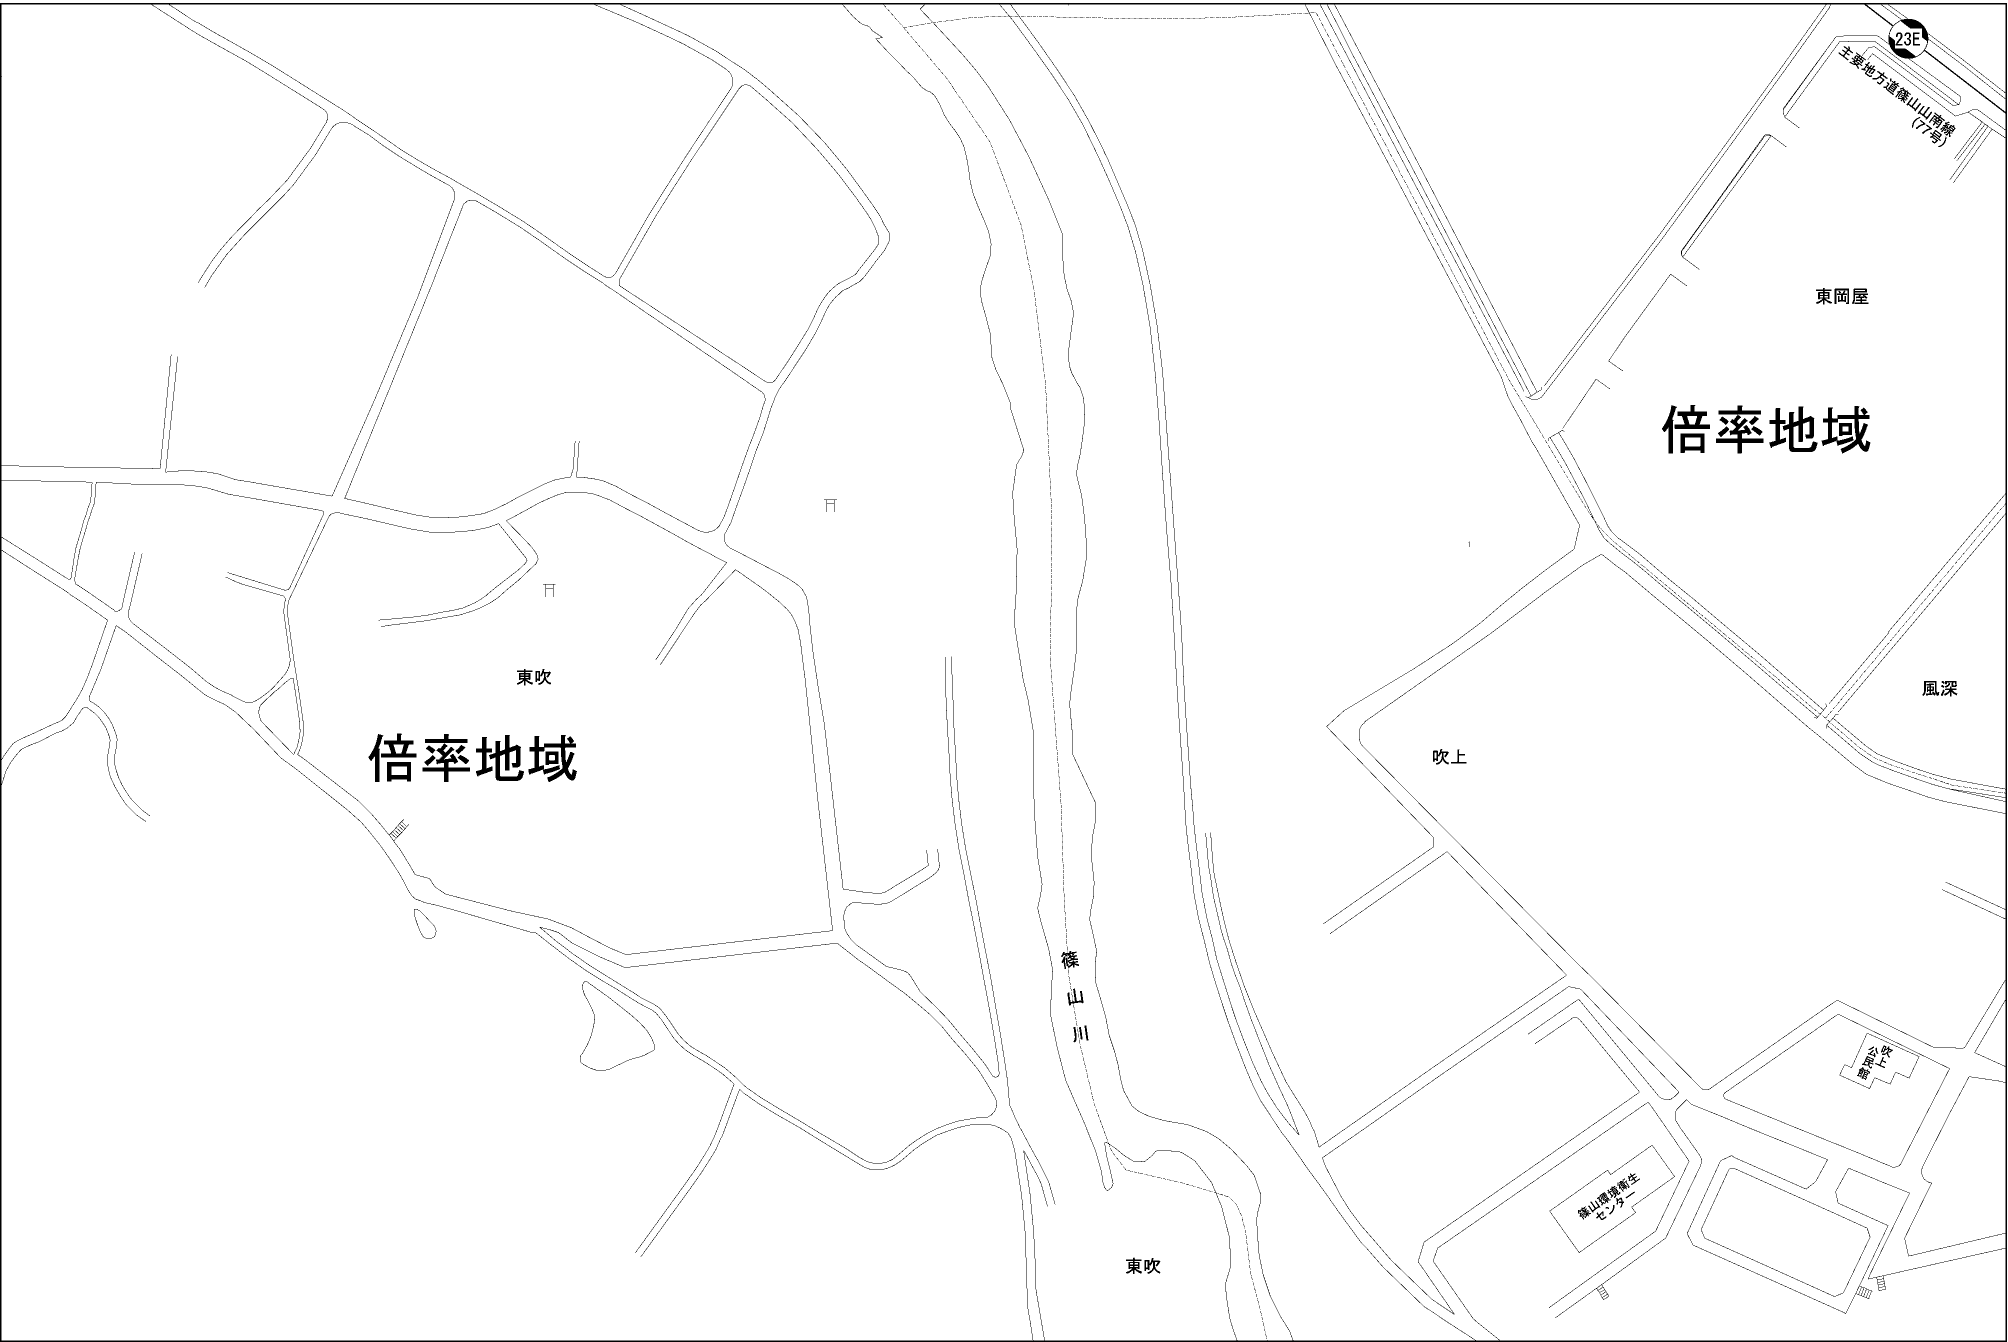 23E
主要地方道篠山山南線
(77号)
東岡屋
倍率地域
東吹
倍率地域
風深
吹上
篠山川
吹上
公民館
篠山環境衛生
センター
東吹